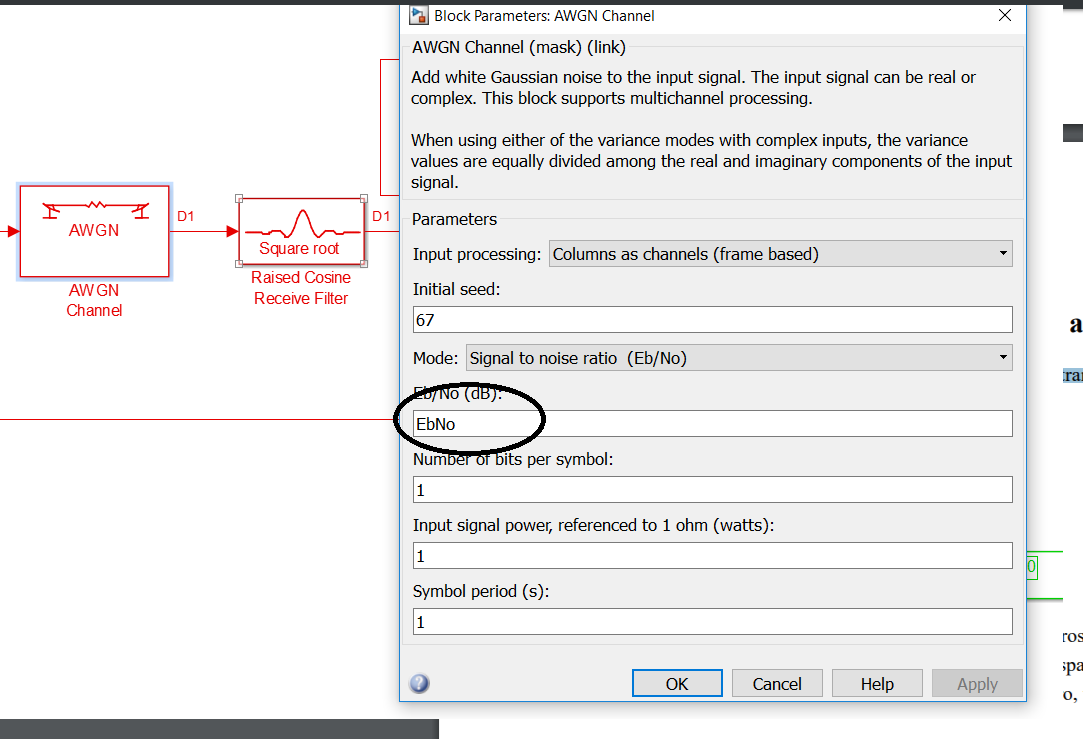 Block Parameters: AWGN Channel
AWGN Channel (mask) (link)
Add white Gaussian noise to the input signal. The input signal can be real or
complex. This block supports multichannel processing.
When using either of the variance modes with complex inputs, the variance
values are equally divided among the real and imaginary components of the input
signal.
Parameters
Input processing: Columns as channels (frame based)
Initial seed:
67
Mode: Signal to noise ratio (Eb/No)
Eb/No (dB):
EbNo
Number of bits per symbol:
1
Input signal power, referenced to 1 ohm (watts):
1
Symbol period (s):
1
OK Cancel Help Apply
AWGN
D1
AWGN
Channel
Square root
D1
Raised Cosine
Receive Filter
a
0